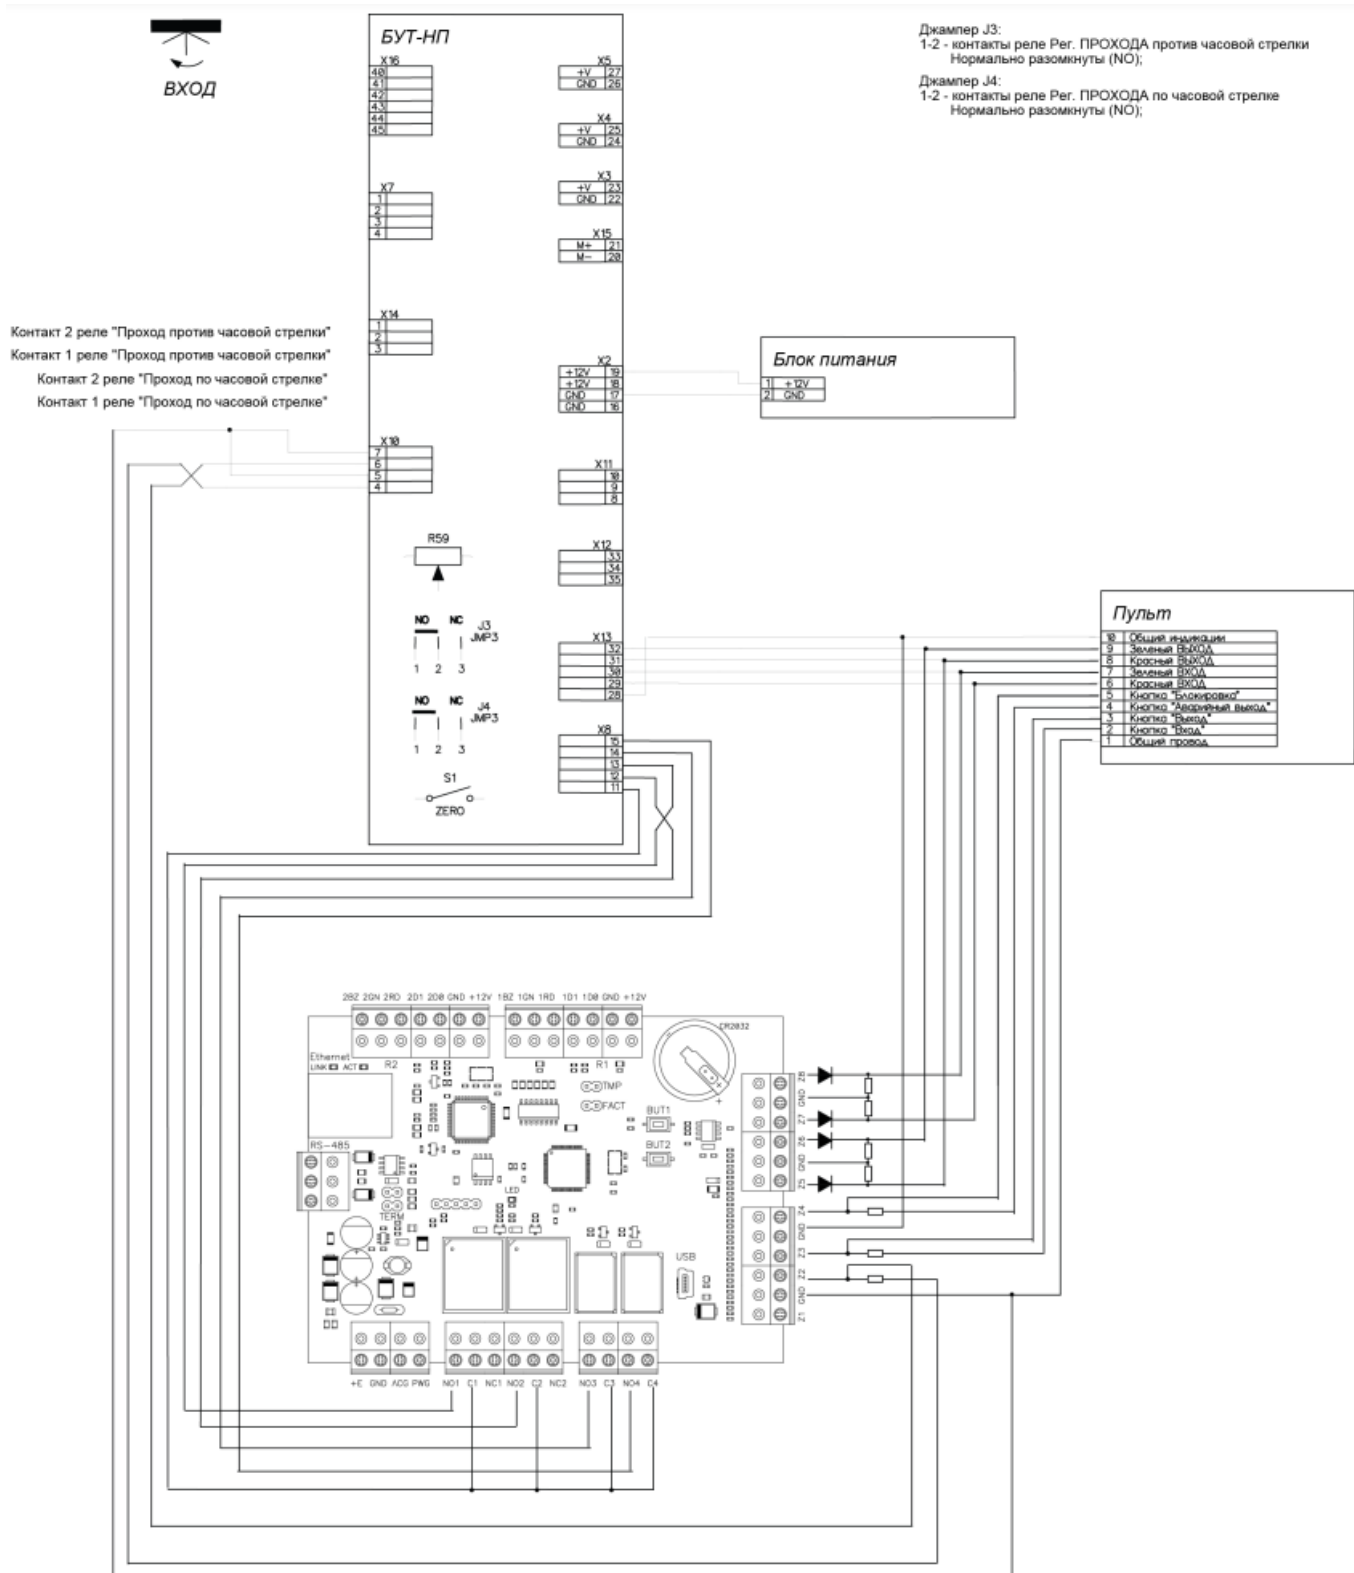 ВХОД
БУТ-НП
Джампер J3:
1-2 - контакты реле Рег. ПРОХОДА против часовой стрелки
Нормально разомкнуты (NO);
Джампер J4:
1-2 - контакты реле Рег. ПРОХОДА по часовой стрелке
Нормально разомкнуты (NO);
X16
40
41
42
43
44
45
X5
+V 27
GND 26
X4
+V 25
GND 24
X3
+V 23
GND 22
X15
M+ 21
M- 20
X7
1
2
3
4
X14
1
2
3
Контакт 2 реле "Проход против часовой стрелки"
Контакт 1 реле "Проход против часовой стрелки"
Контакт 2 реле "Проход по часовой стрелке"
Контакт 1 реле "Проход по часовой стрелке"
X2
+12V 19
+12V 18
GND 17
GND 16
Блок питания
1 +12V
2 GND
X10
7
6
5
4
X11
10
9
8
R59
X12
33
34
35
NO NC J3
JMP3
1 2 3
NO NC J4
JMP3
1 2 3
S1
ZERO
X13
32
31
30
29
28
X8
15
14
13
12
11
Пульт
10 Общий индикации
9 Зеленый ВЫХОД
8 Красный ВЫХОД
7 Зеленый ВХОД
6 Красный ВХОД
5 Кнопка "Блокировка"
4 Кнопка "Аварийный выход"
3 Кнопка "Выход"
2 Кнопка "Вход"
1 Общий провод
2BZ 2GN 2RD 2D1 2D0 GND +12V 1BZ 1GN 1RD 1D1 1D0 GND +12V
CR2032
Ethernet
LINK ACT
R2
R1
TMP
FACT
BUT1
BUT2
RS-485
TERM
LED
USB
Z8
GND
Z7
Z6
GND
Z5
Z4
GND
Z3
Z2
GND
Z1
+E GND ACG PWG NO1 C1 NC1 NO2 C2 NC2 NO3 C3 NO4 C4